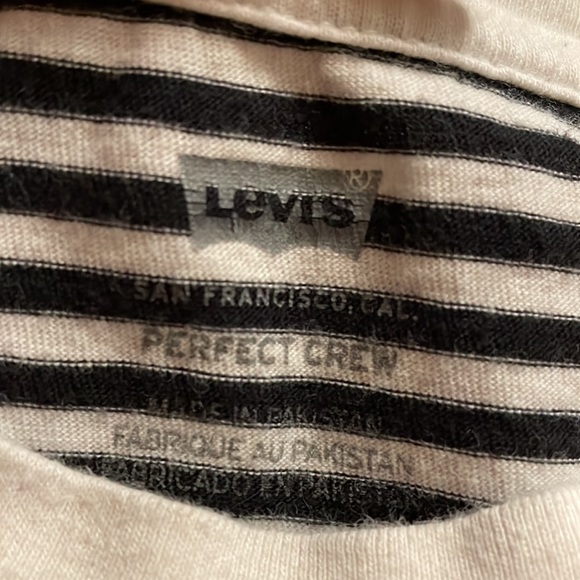 Levi's®
SAN FRANCISCO, CAL.
PERFECT CREW
MADE IN PAKISTAN
FABRIQUE AU PAKISTAN
FABRICADO EN PAKISTAN